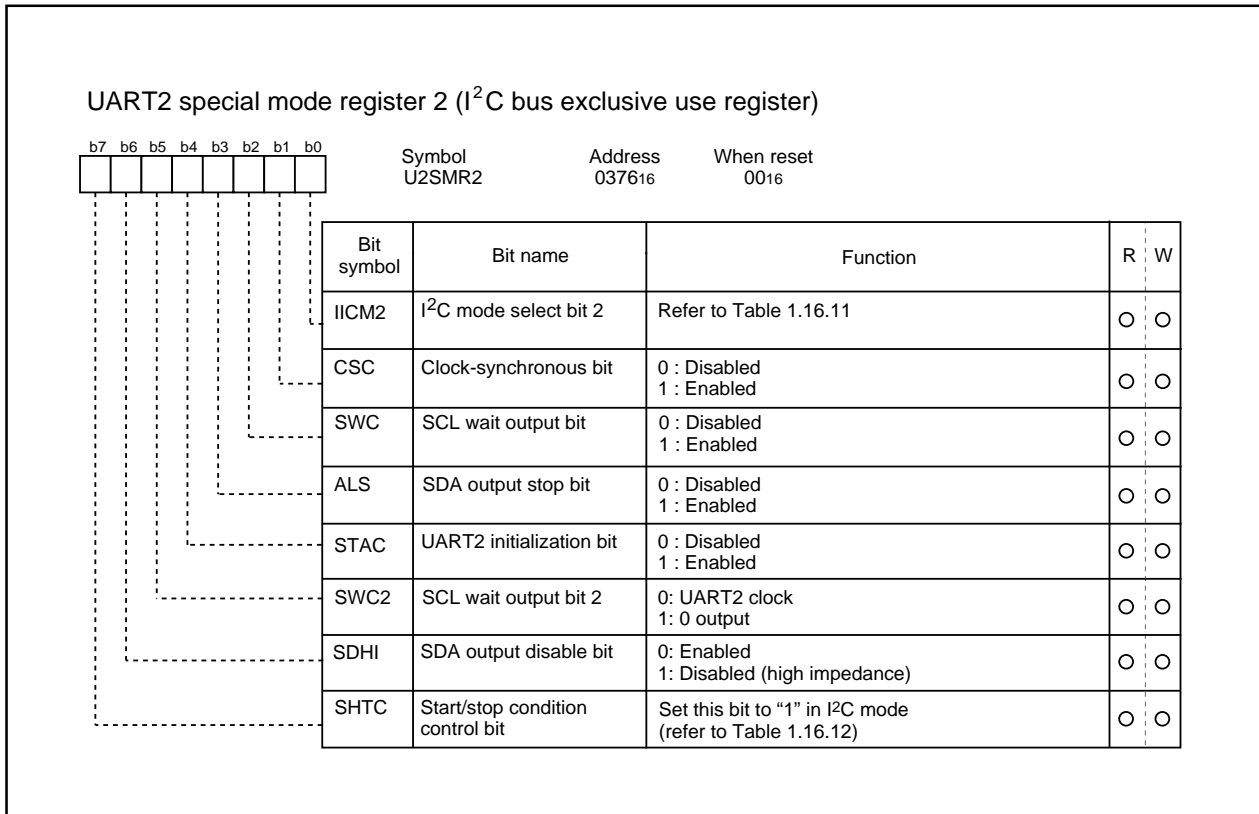 UART2 special mode register 2 (I2C bus exclusive use register)
b7 b6 b5 b4 b3 b2 b1 b0
Symbol Address When reset
U2SMR2 037616 0016
Bit symbol Bit name Function R W
IICM2 I2C mode select bit 2 Refer to Table 1.16.11 O O
CSC Clock-synchronous bit 0 : Disabled
1 : Enabled O O
SWC SCL wait output bit 0 : Disabled
1 : Enabled O O
ALS SDA output stop bit 0 : Disabled
1 : Enabled O O
STAC UART2 initialization bit 0 : Disabled
1 : Enabled O O
SWC2 SCL wait output bit 2 0: UART2 clock
1: 0 output O O
SDHI SDA output disable bit 0: Enabled
1: Disabled (high impedance) O O
SHTC Start/stop condition control bit Set this bit to “1” in I2C mode
(refer to Table 1.16.12) O O